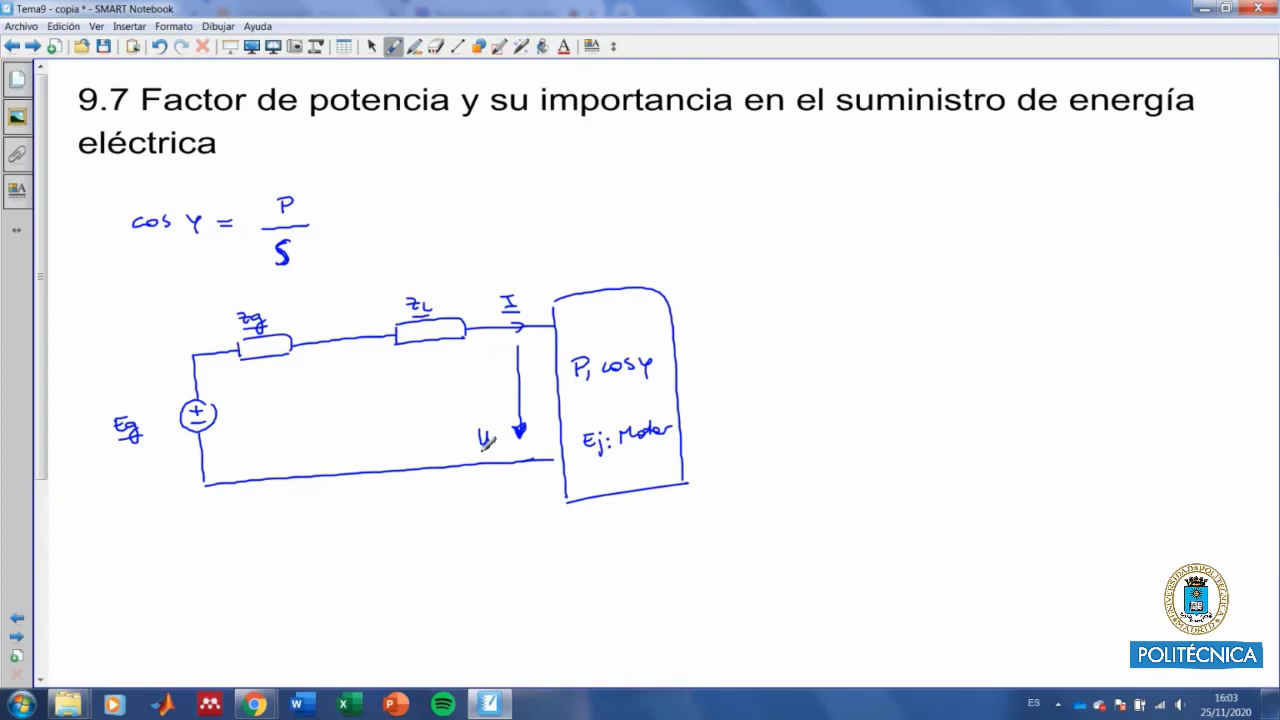 Tema9 - copia * - SMART Notebook
Archivo Edición Ver Insertar Formato Dibujar Ayuda
9.7 Factor de potencia y su importancia en el suministro de energía
eléctrica
cos φ = P
S
Zg
ZL
I
P, cos φ
Eg
+
U
Ej: Motor
POLITÉCNICA
ES
16:03
25/11/2020